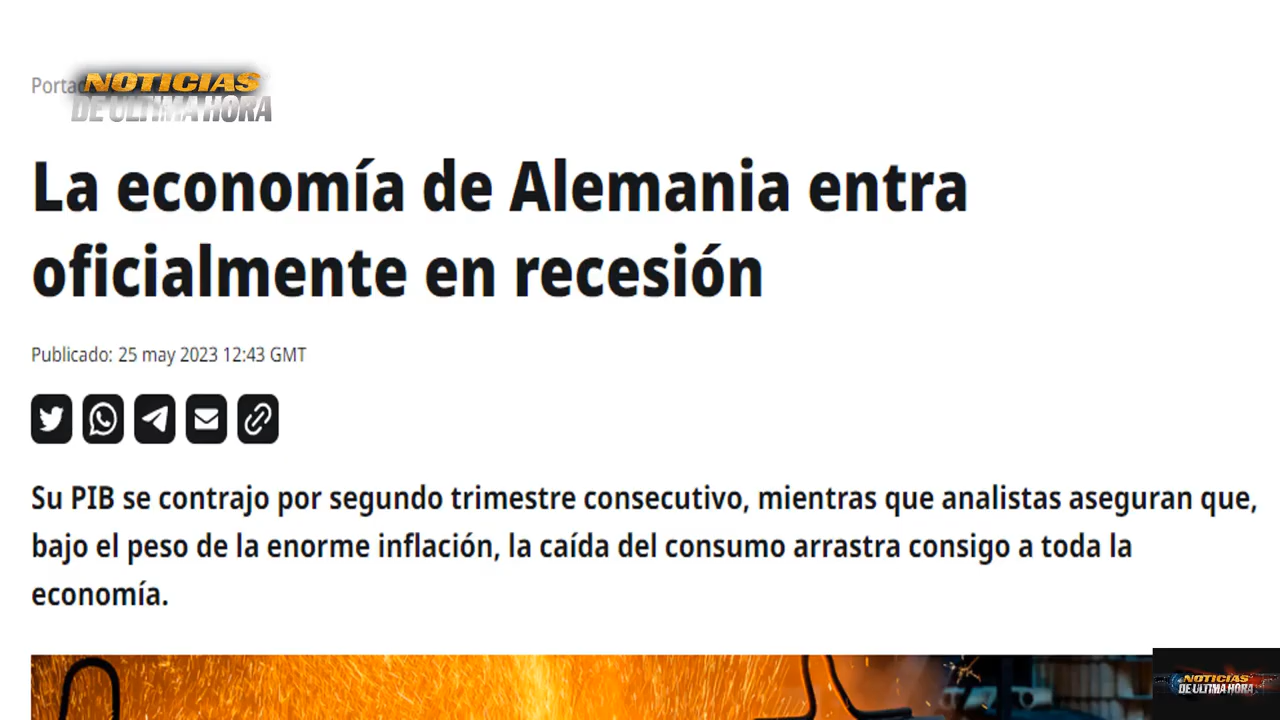 NOTICIAS
DE ULTIMA HORA
La economía de Alemania entra
oficialmente en recesión
Publicado: 25 may 2023 12:43 GMT
Su PIB se contrajo por segundo trimestre consecutivo, mientras que analistas aseguran que,
bajo el peso de la enorme inflación, la caída del consumo arrastra consigo a toda la
economía.
NOTICIAS
DE ULTIMA HORA